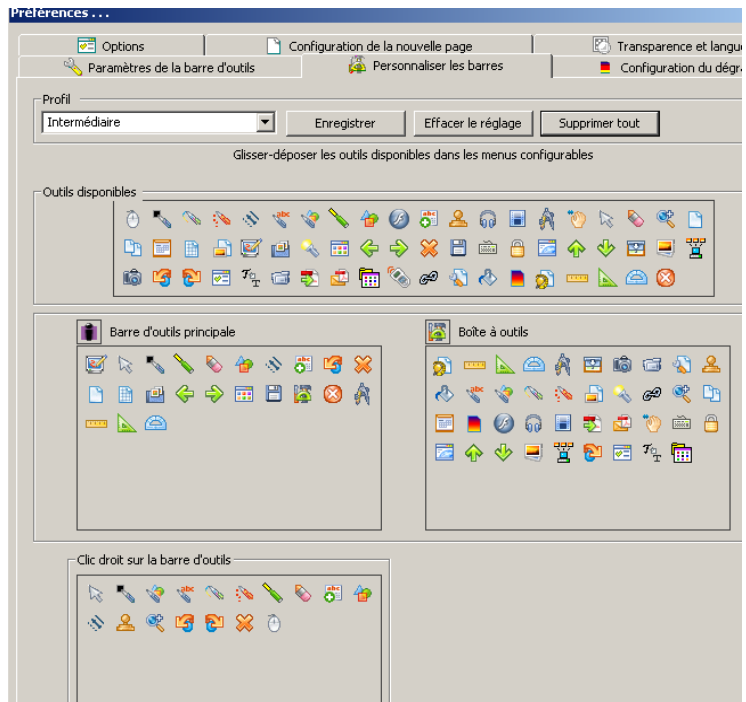 Préférences ...
Options
Configuration de la nouvelle page
Transparence et langue
Paramètres de la barre d'outils
Personnaliser les barres
Configuration du dégr
Profil
Intermédiaire
Enregistrer
Effacer le réglage
Supprimer tout
Glisser-déposer les outils disponibles dans les menus configurables
Outils disponibles
Barre d'outils principale
Boîte à outils
Clic droit sur la barre d'outils